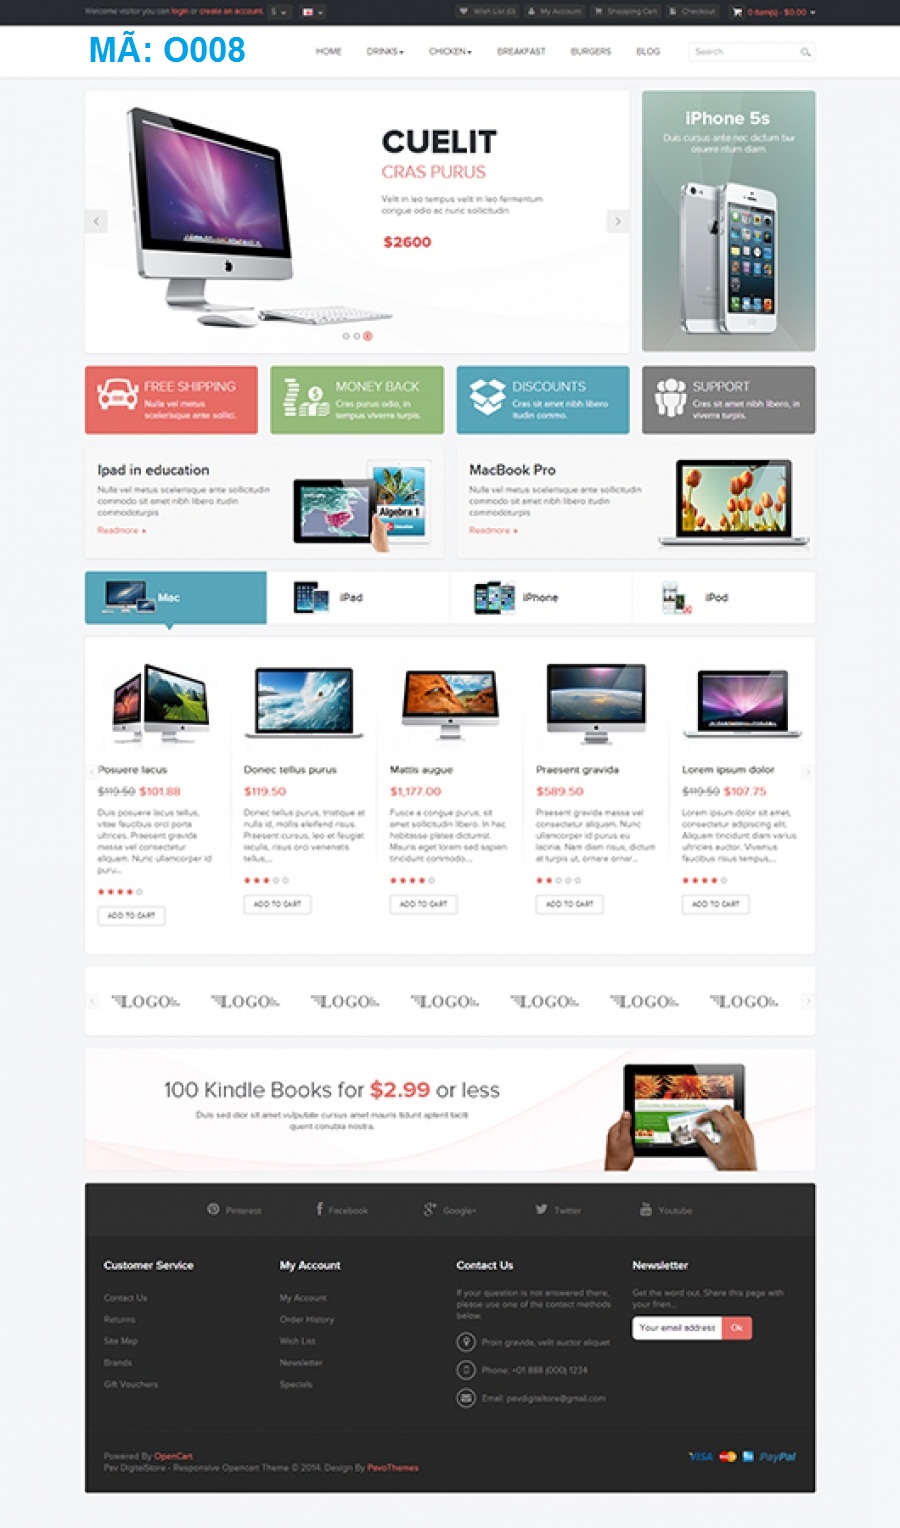 Welcome visitor you can login or create an account.
$
Wish List (0) My Account Shopping Cart Checkout 0 item(s) - $0.00
MÃ: O008
HOME DRINKS CHICKEN BREAKFAST BURGERS BLOG Search
CUELIT
CRAS PURUS
Velit in leo tempus velit in leo fermentum
congue odio ac nunc sollicitudin
$2600
iPhone 5s
Duis cursus ante nec dictum bur
osuere ntum diam.
FREE SHIPPING
Nulla vel metus
scelerisque ante sollici.
MONEY BACK
Cras purus odio, in
tempus viverra turpis.
DISCOUNTS
Cras sit amet nibh libero
itudin commo.
SUPPORT
Cras sit amet nibh libero, in
viverra turpis.
Ipad in education
Nulla vel metus scelerisque ante sollicitudin
commodo sit amet nibh libero itudin
commodoturpis
Readmore
Algebra 1
Education
MacBook Pro
Nulla vel metus scelerisque ante sollicitudin
commodo sit amet nibh libero itudin
commodoturpis
Readmore
Mac iPad iPhone iPod
Posuere lacus
$119.50 $101.88
Duis posuere lacus tellus,
vitae faucibus orci porta
ultrices. Praesent gravida
massa vel consectetur
aliquam. Nunc ullamcorper id
puru...
ADD TO CART
Donec tellus purus
$119.50
Donec tellus purus, tristique at
nulla id, mollis eleifend risus.
Praesent cursus, leo et feugiat
iaculis, risus orci venenatis
tellus,...
ADD TO CART
Mattis augue
$1,177.00
Fusce a congue purus, sit
amet sollicitudin libero. In hac
habitasse platea dictumst.
Mauris eget lorem sed sapien
tincidunt commodo...
ADD TO CART
Praesent gravida
$589.50
Praesent gravida massa vel
consectetur aliquam. Nunc
ullamcorper id purus eu
lacinia. Nam diam risus, dictum
at turpis ut, ornare ornar...
ADD TO CART
Lorem ipsum dolor
$119.50 $107.75
Lorem ipsum dolor sit amet,
consectetur adipiscing elit.
Aliquam tincidunt diam varius
ultricies auctor. Vivamus
faucibus risus tempus,...
ADD TO CART
LOGO LOGO LOGO LOGO LOGO LOGO LOGO
100 Kindle Books for $2.99 or less
Duis sed dior sit amet vulputate cursus amet mauris tidunt aptent taciti
quent conubia nostra.
Pinterest Facebook Google+ Twitter Youtube
Customer Service
Contact Us
Returns
Site Map
Brands
Gift Vouchers
My Account
My Account
Order History
Wish List
Newsletter
Specials
Contact Us
If your question is not answered there,
please use one of the contact methods
below.
Proin gravida, velit auctor aliquet
Phone: +01 888 (000) 1234
Email: pavdigitalstore@gmail.com
Newsletter
Get the word out. Share this page with
your frien...
Your email address Ok
Powered By OpenCart
Pav DigitalStore - Responsive Opencart Theme © 2014. Design By PavoThemes
VISA PayPal